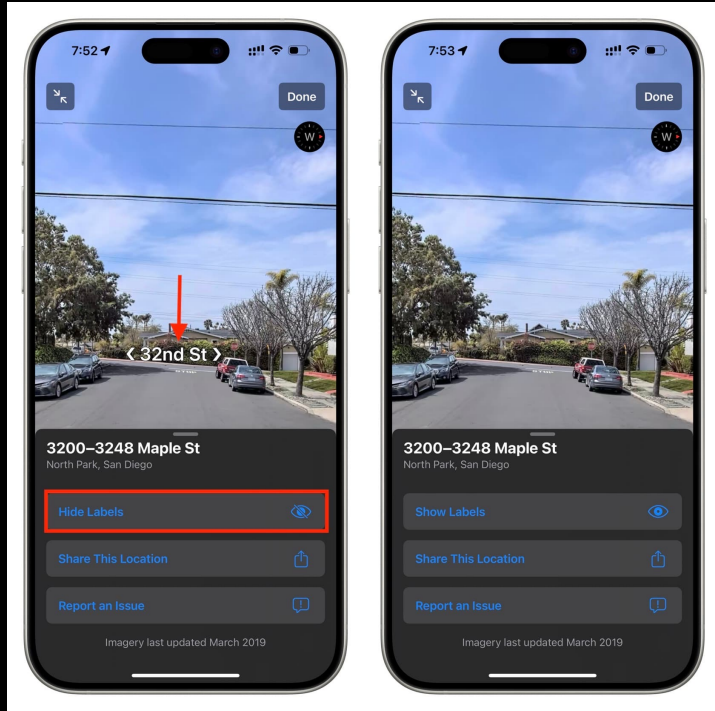 7:52
Done
W
< 32nd St >
3200–3248 Maple St
North Park, San Diego
Hide Labels
Share This Location
Report an Issue
Imagery last updated March 2019
7:53
Done
W
3200–3248 Maple St
North Park, San Diego
Show Labels
Share This Location
Report an Issue
Imagery last updated March 2019